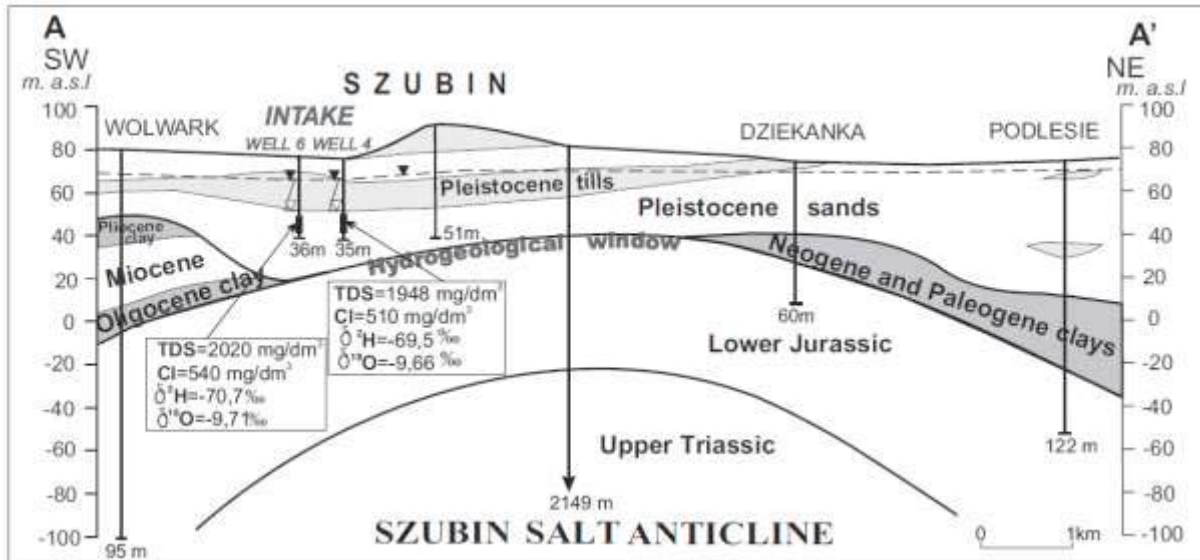 A
SW
m. a.s.l
A'
NE
m. a.s.l
SZUBIN
100
80
60
40
20
0
-20
-40
-60
-80
-100
WOLWARK
INTAKE
WELL 6 WELL 4
DZIEKANKA
PODLESIE
100
80
60
40
20
0
-20
-40
-60
-80
-100
Pleistocene tills
Pleistocene sands
Pliocene
clay
Miocene
Oligocene clay
36m
35m
51m
Hydrogeological window
Neogene and Paleogene clays
60m
Lower Jurassic
TDS=1948 mg/dm³
Cl=510 mg/dm³
δ²H=-69,5‰
δ¹⁸O=-9,66‰
TDS=2020 mg/dm³
Cl=540 mg/dm³
δ²H=-70,7‰
δ¹⁸O=-9,71‰
Upper Triassic
122 m
2149 m
95 m
SZUBIN SALT ANTICLINE
0 1km